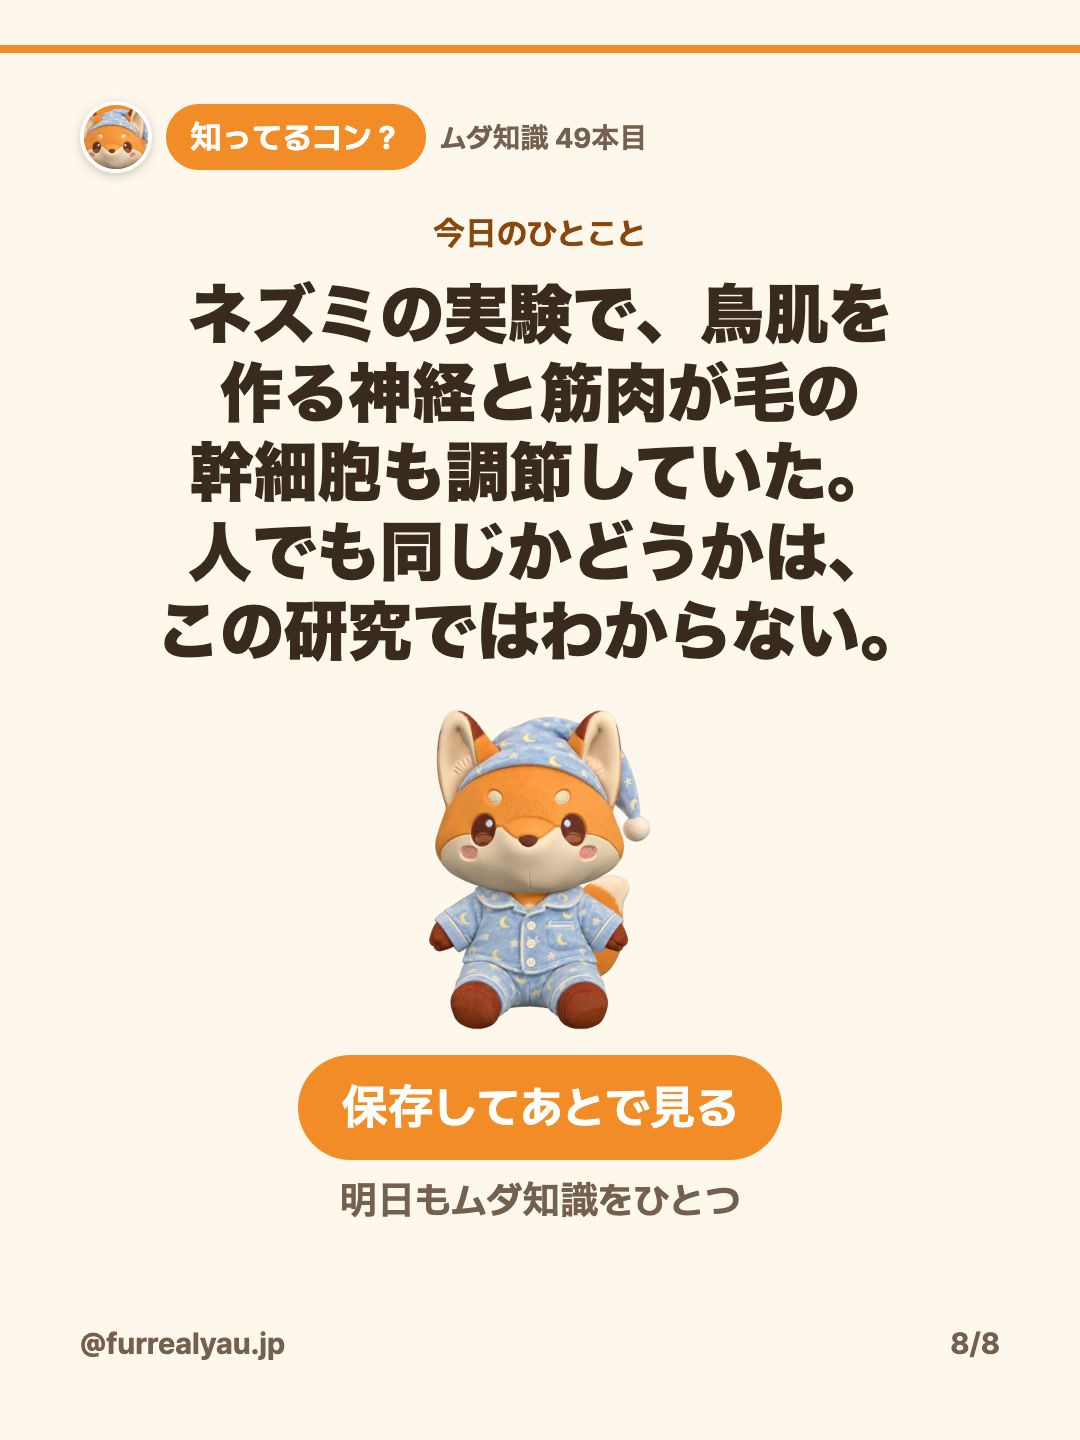 知ってるコン？ ムダ知識 49本目
今日のひとこと
ネズミの実験で、鳥肌を
作る神経と筋肉が毛の
幹細胞も調節していた。
人でも同じかどうかは、
この研究ではわからない。
保存してあとで見る
明日もムダ知識をひとつ
@furrealyau.jp 8/8